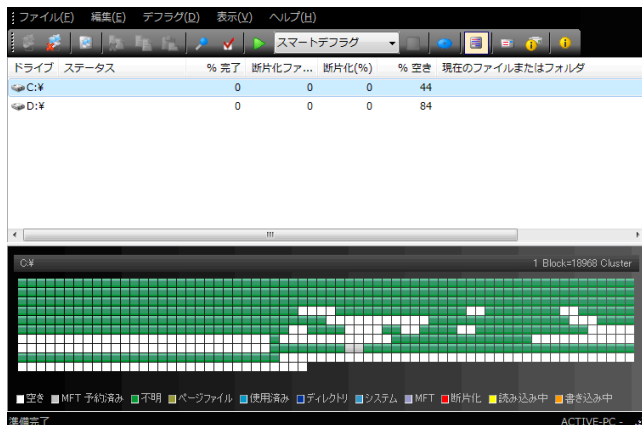 ファイル(F) 編集(E) デフラグ(D) 表示(V) ヘルプ(H)
スマートデフラグ
ドライブ ステータス % 完了 断片化ファ... 断片化(%) % 空き 現在のファイルまたはフォルダ
C:¥ 0 0 0 44
D:¥ 0 0 0 84
C:¥ 1 Block=18968 Cluster
空き MFT 予約済み 不明 ページファイル 使用済み ディレクトリ システム MFT 断片化 読み込み中 書き込み中
準備完了 ACTIVE-PC -